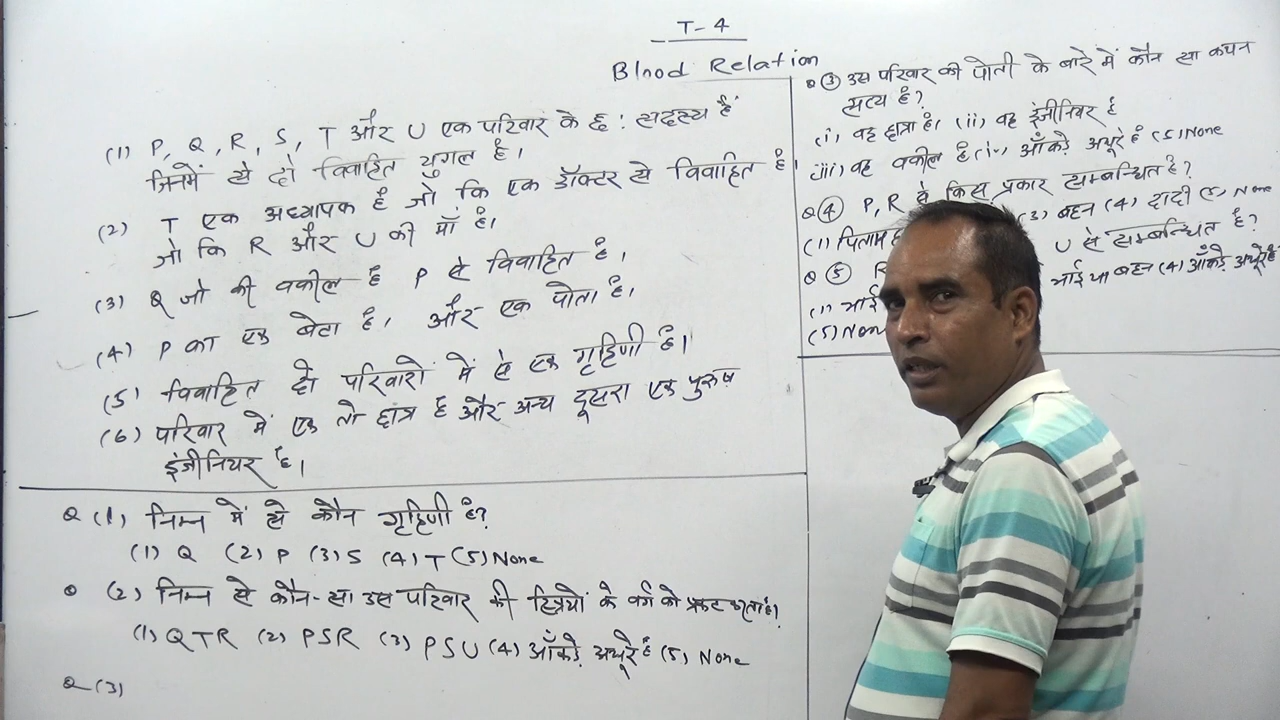 T-4
Blood Relation
(1) P, Q, R, S, T और U एक परिवार के छ: सदस्य हैं
जिनमें से दो विवाहित युगल है।
(2) T एक अध्यापक है जो कि एक डॉक्टर से विवाहित है,
जो कि R और U की माँ है।
(3) Q जो की वकील है P से विवाहित है,
(4) P का एक बेटा है, और एक पोता है।
(5) विवाहित दो परिवारों में से एक गृहिणी है।
(6) परिवार में एक तो छात्र है और अन्य दूसरा एक पुरुष
इंजीनियर है।
Q (1) निम्न में से कौन गृहिणी है?
(1) Q (2) P (3) S (4) T (5) None
Q (2) निम्न से कौन-सा उस परिवार की स्त्रियों के वर्ग को प्रकट करता है।
(1) Q T R (2) P S R (3) P S U (4) आँकड़े अधूरे है (5) None
Q (3)
Q (3) उस परिवार की पोती के बारे में कौन सा कथन
सत्य है?
(i) वह छात्रा है। (ii) वह इंजीनियर है
(iii) वह वकील है (iv) आँकड़े अधूरे है (5) None
Q (4) P, R से किस प्रकार सम्बन्धित है?
(1) पितामह (3) बहन (4) दादी (5) None
Q (5) U से सम्बन्धित है?
(1) भाई भाई या बहन (4) आँकड़े अधूरे है
(5) None